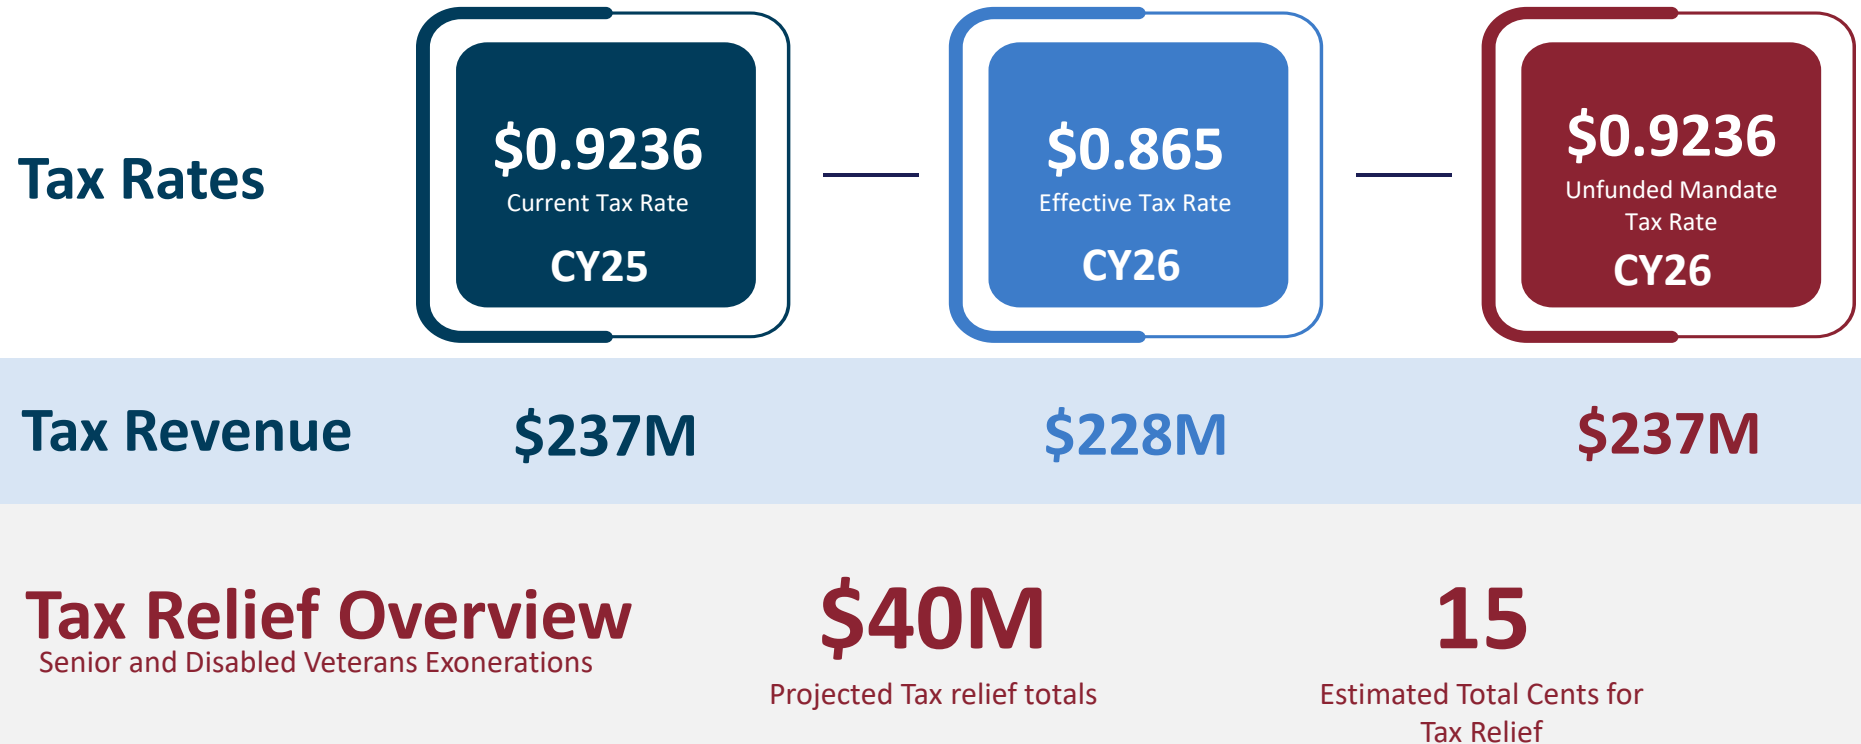 Tax Rates
$0.9236
Current Tax Rate
CY25
$0.865
Effective Tax Rate
CY26
$0.9236
Unfunded Mandate
Tax Rate
CY26
Tax Revenue
$237M
$228M
$237M
Tax Relief Overview
Senior and Disabled Veterans Exonerations
$40M
Projected Tax relief totals
15
Estimated Total Cents for
Tax Relief